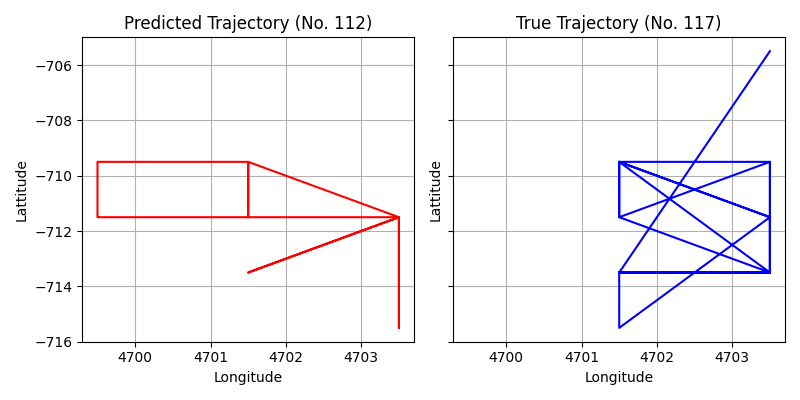 Predicted Trajectory (No. 112)
True Trajectory (No. 117)
Lattitude
−706
−708
−710
−712
−714
−716
4700
4701
4702
4703
Longitude
Lattitude
4700
4701
4702
4703
Longitude